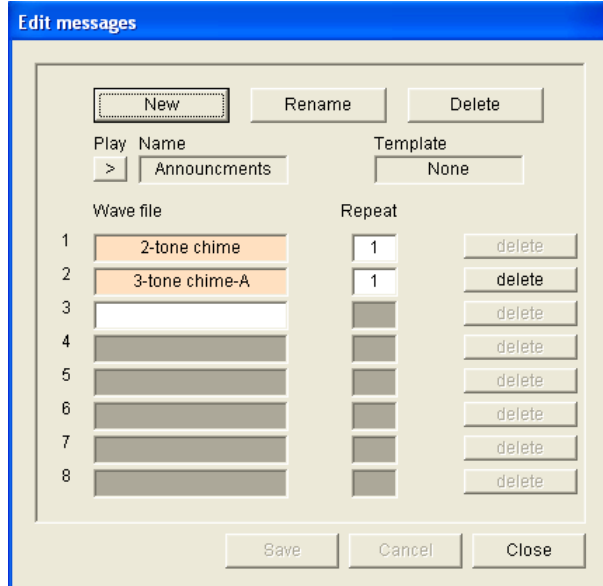 Edit messages
New Rename Delete
Play Name Template
> Announcments None
Wave file Repeat
1 2-tone chime 1 delete
2 3-tone chime-A 1 delete
3 delete
4 delete
5 delete
6 delete
7 delete
8 delete
Save Cancel Close